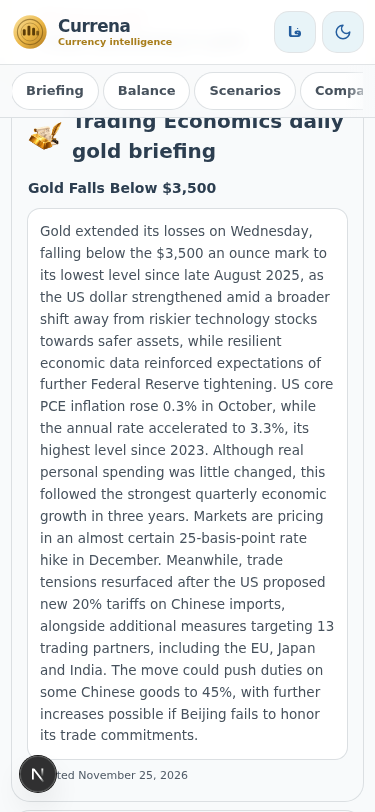 Currena
Currency intelligence
فا
Briefing
Balance
Scenarios
Compa
Trading Economics daily
gold briefing
Gold Falls Below $3,500
Gold extended its losses on Wednesday,
falling below the $3,500 an ounce mark to
its lowest level since late August 2025, as
the US dollar strengthened amid a broader
shift away from riskier technology stocks
towards safer assets, while resilient
economic data reinforced expectations of
further Federal Reserve tightening. US core
PCE inflation rose 0.3% in October, while
the annual rate accelerated to 3.3%, its
highest level since 2023. Although real
personal spending was little changed, this
followed the strongest quarterly economic
growth in three years. Markets are pricing
in an almost certain 25-basis-point rate
hike in December. Meanwhile, trade
tensions resurfaced after the US proposed
new 20% tariffs on Chinese imports,
alongside additional measures targeting 13
trading partners, including the EU, Japan
and India. The move could push duties on
some Chinese goods to 45%, with further
increases possible if Beijing fails to honor
its trade commitments.
N
ted November 25, 2026